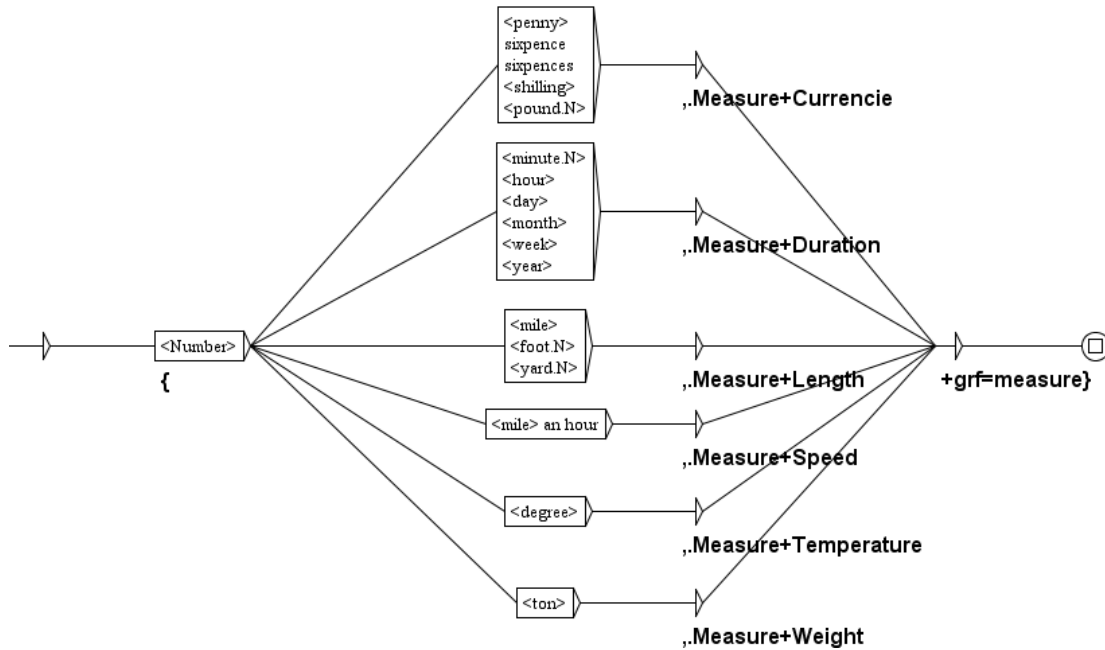 <penny>
sixpence
sixpences
<shilling>
<pound.N>
,.Measure+Currencie
<minute.N>
<hour>
<day>
<month>
<week>
<year>
,.Measure+Duration
<Number>
{
<mile>
<foot.N>
<yard.N>
,.Measure+Length
+grf=measure}
<mile> an hour
,.Measure+Speed
<degree>
,.Measure+Temperature
<ton>
,.Measure+Weight